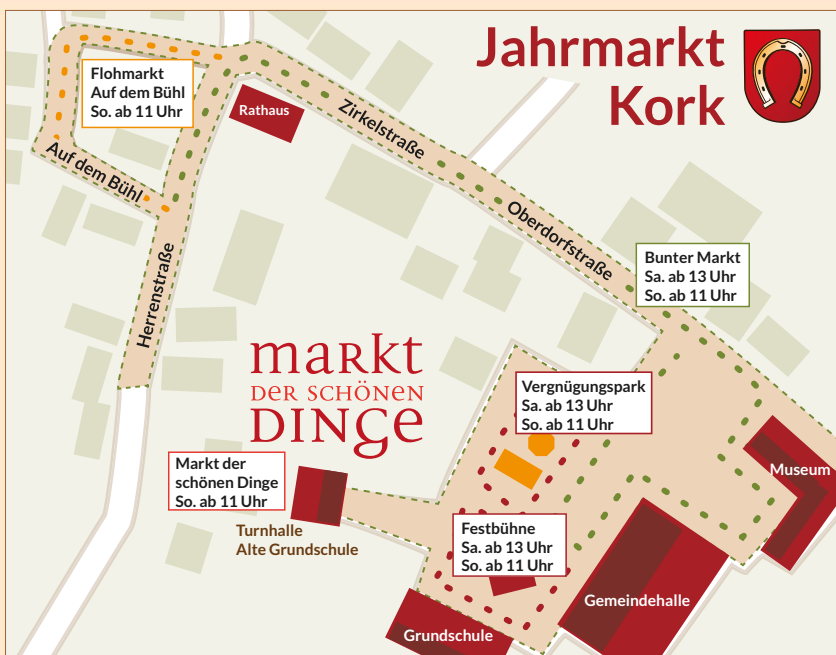 Jahrmarkt
Kork
Flohmarkt
Auf dem Bühl
So. ab 11 Uhr
Rathaus
Zirkelstraße
Auf dem Bühl
Oberdorfstraße
Herrenstraße
Bunter Markt
Sa. ab 13 Uhr
So. ab 11 Uhr
markt
DER SCHÖNEN
DINGE
Vergnügungspark
Sa. ab 13 Uhr
So. ab 11 Uhr
Markt der
schönen Dinge
So. ab 11 Uhr
Museum
Turnhalle
Alte Grundschule
Festbühne
Sa. ab 13 Uhr
So. ab 11 Uhr
Gemeindehalle
Grundschule